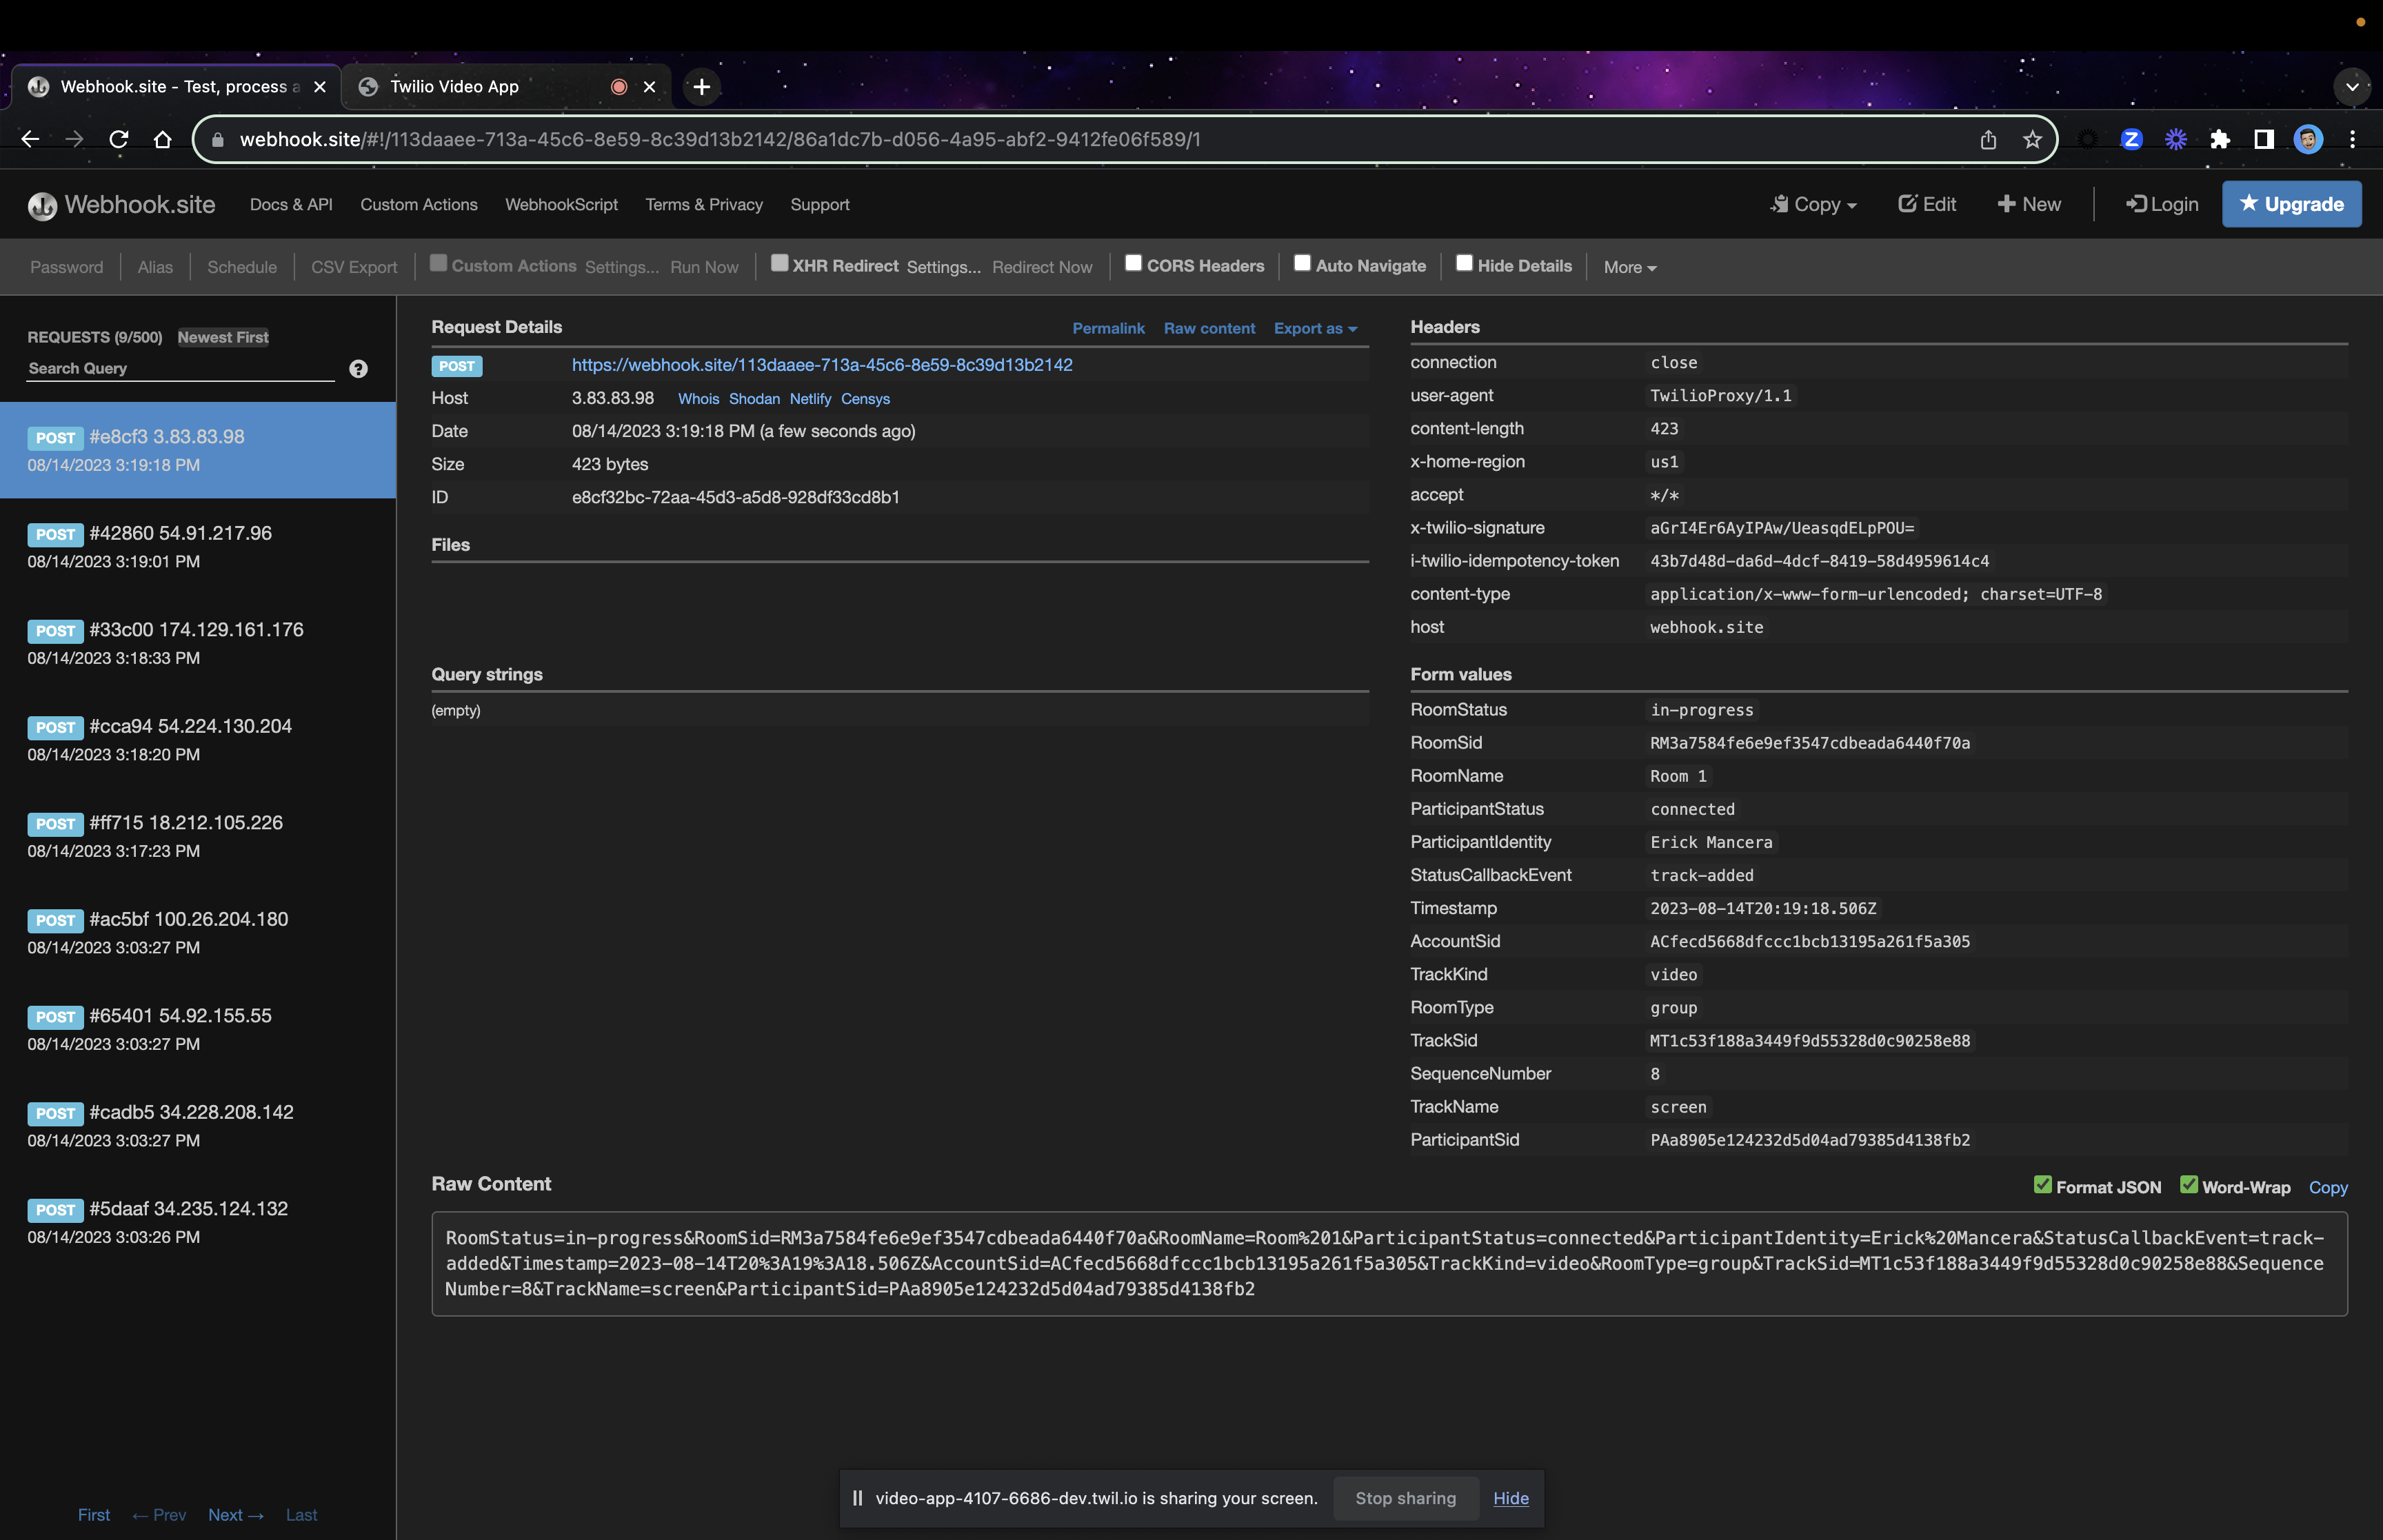 Webhook.site - Test, process a
Twilio Video App
webhook.site/#!/113daaee-713a-45c6-8e59-8c39d13b2142/86a1dc7b-d056-4a95-abf2-9412fe06f589/1
Webhook.site Docs & API Custom Actions WebhookScript Terms & Privacy Support Copy Edit New Login Upgrade
Password Alias Schedule CSV Export Custom Actions Settings... Run Now XHR Redirect Settings... Redirect Now CORS Headers Auto Navigate Hide Details More
REQUESTS (9/500) Newest First
Search Query
POST #e8cf3 3.83.83.98
08/14/2023 3:19:18 PM
POST #42860 54.91.217.96
08/14/2023 3:19:01 PM
POST #33c00 174.129.161.176
08/14/2023 3:18:33 PM
POST #cca94 54.224.130.204
08/14/2023 3:18:20 PM
POST #ff715 18.212.105.226
08/14/2023 3:17:23 PM
POST #ac5bf 100.26.204.180
08/14/2023 3:03:27 PM
POST #65401 54.92.155.55
08/14/2023 3:03:27 PM
POST #cadb5 34.228.208.142
08/14/2023 3:03:27 PM
POST #5daaf 34.235.124.132
08/14/2023 3:03:26 PM
First ← Prev Next → Last
Request Details Permalink Raw content Export as
POST https://webhook.site/113daaee-713a-45c6-8e59-8c39d13b2142
Host 3.83.83.98 Whois Shodan Netlify Censys
Date 08/14/2023 3:19:18 PM (a few seconds ago)
Size 423 bytes
ID e8cf32bc-72aa-45d3-a5d8-928df33cd8b1
Files
Query strings
(empty)
Headers
connection close
user-agent TwilioProxy/1.1
content-length 423
x-home-region us1
accept */*
x-twilio-signature aGrI4Er6AyIPAw/UeasqdELpPOU=
i-twilio-idempotency-token 43b7d48d-da6d-4dcf-8419-58d4959614c4
content-type application/x-www-form-urlencoded; charset=UTF-8
host webhook.site
Form values
RoomStatus in-progress
RoomSid RM3a7584fe6e9ef3547cdbeada6440f70a
RoomName Room 1
ParticipantStatus connected
ParticipantIdentity Erick Mancera
StatusCallbackEvent track-added
Timestamp 2023-08-14T20:19:18.506Z
AccountSid ACfecd5668dfccc1bcb13195a261f5a305
TrackKind video
RoomType group
TrackSid MT1c53f188a3449f9d55328d0c90258e88
SequenceNumber 8
TrackName screen
ParticipantSid PAa8905e124232d5d04ad79385d4138fb2
Raw Content Format JSON Word-Wrap Copy
RoomStatus=in-progress&RoomSid=RM3a7584fe6e9ef3547cdbeada6440f70a&RoomName=Room%201&ParticipantStatus=connected&ParticipantIdentity=Erick%20Mancera&StatusCallbackEvent=track-
added&Timestamp=2023-08-14T20%3A19%3A18.506Z&AccountSid=ACfecd5668dfccc1bcb13195a261f5a305&TrackKind=video&RoomType=group&TrackSid=MT1c53f188a3449f9d55328d0c90258e88&Sequence
Number=8&TrackName=screen&ParticipantSid=PAa8905e124232d5d04ad79385d4138fb2
video-app-4107-6686-dev.twil.io is sharing your screen. Stop sharing Hide